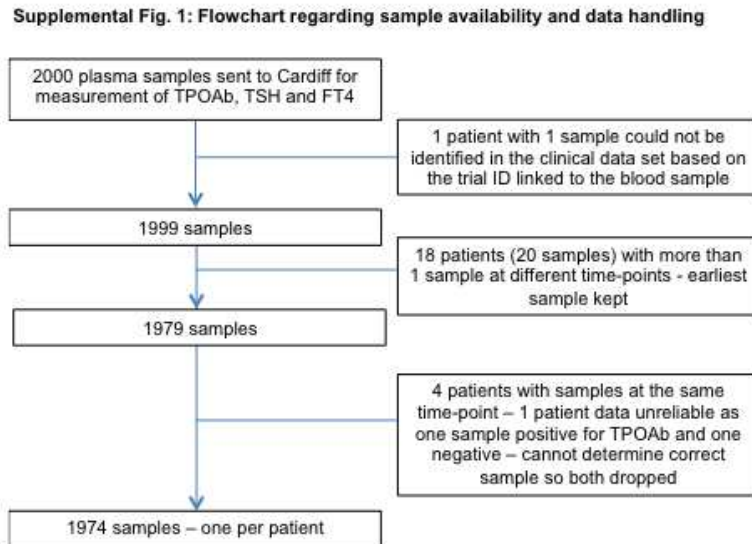 Supplemental Fig. 1: Flowchart regarding sample availability and data handling
2000 plasma samples sent to Cardiff for
measurement of TPOAb, TSH and FT4
1 patient with 1 sample could not be
identified in the clinical data set based on
the trial ID linked to the blood sample
1999 samples
18 patients (20 samples) with more than
1 sample at different time-points - earliest
sample kept
1979 samples
4 patients with samples at the same
time-point – 1 patient data unreliable as
one sample positive for TPOAb and one
negative – cannot determine correct
sample so both dropped
1974 samples – one per patient